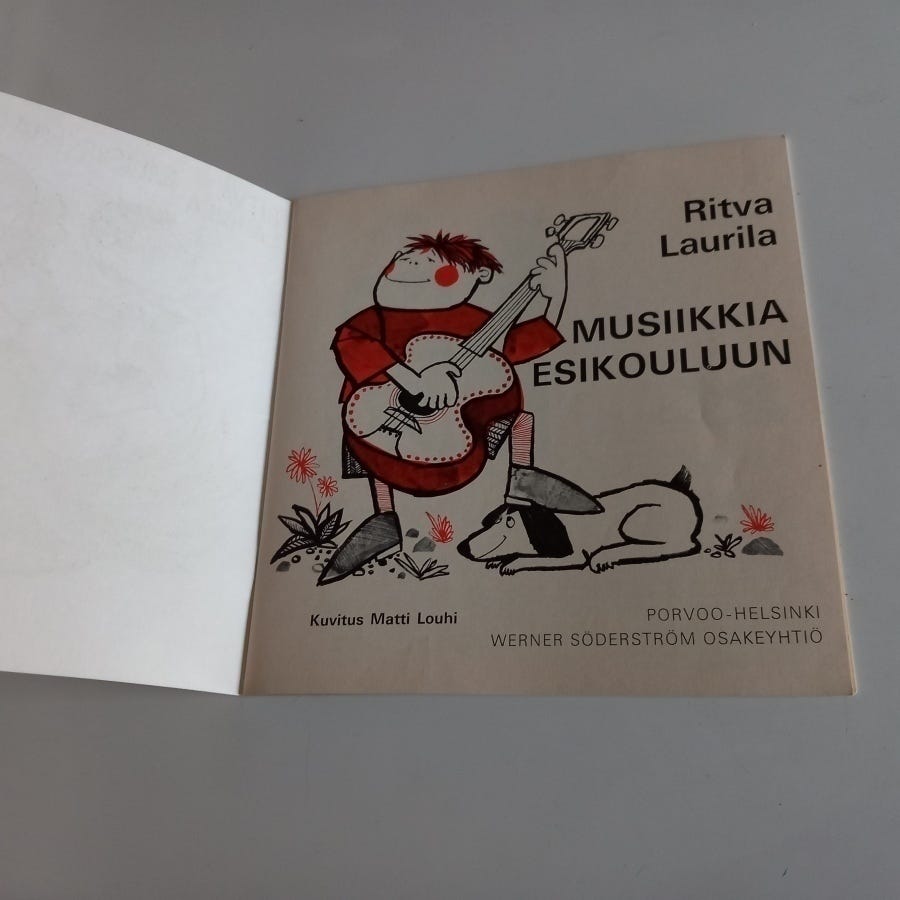 Ritva
Laurila
MUSIIKKIA
ESIKOULUUN
Kuvitus Matti Louhi
PORVOO-HELSINKI
WERNER SÖDERSTRÖM OSAKEYHTIÖ